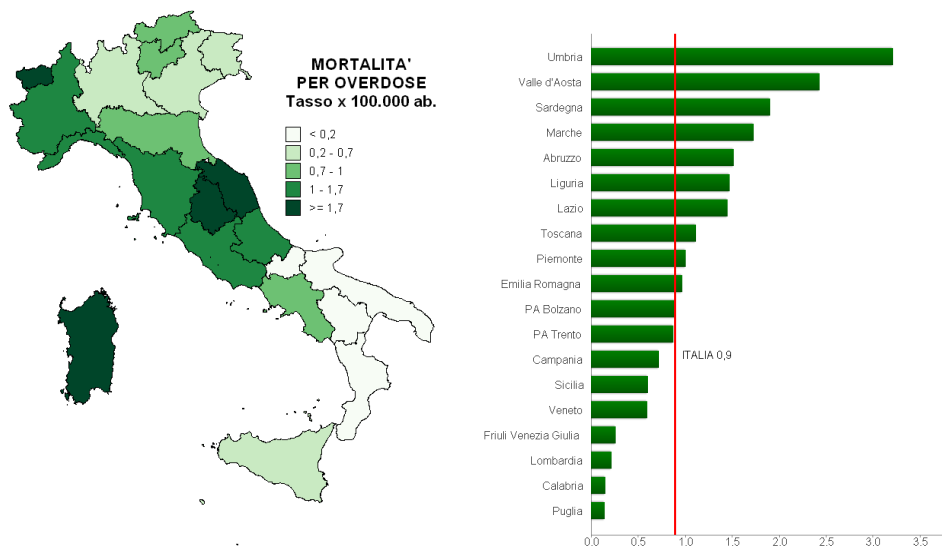 MORTALITA'
PER OVERDOSE
Tasso x 100.000 ab.
< 0,2
0,2 - 0,7
0,7 - 1
1 - 1,7
>= 1,7
Umbria
Valle d'Aosta
Sardegna
Marche
Abruzzo
Liguria
Lazio
Toscana
Piemonte
Emilia Romagna
PA Bolzano
PA Trento
Campania
Sicilia
Veneto
Friuli Venezia Giulia
Lombardia
Calabria
Puglia
ITALIA 0,9
0.0 0.5 1.0 1.5 2.0 2.5 3.0 3.5